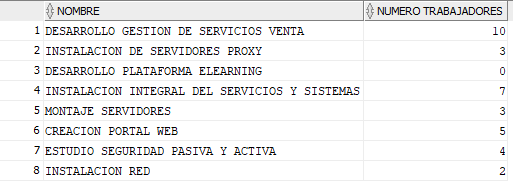 NOMBRE NUMERO TRABAJADORES
1 DESARROLLO GESTION DE SERVICIOS VENTA 10
2 INSTALACION DE SERVIDORES PROXY 3
3 DESARROLLO PLATAFORMA ELEARNING 0
4 INSTALACION INTEGRAL DEL SERVICIOS Y SISTEMAS 7
5 MONTAJE SERVIDORES 3
6 CREACION PORTAL WEB 5
7 ESTUDIO SEGURIDAD PASIVA Y ACTIVA 4
8 INSTALACION RED 2